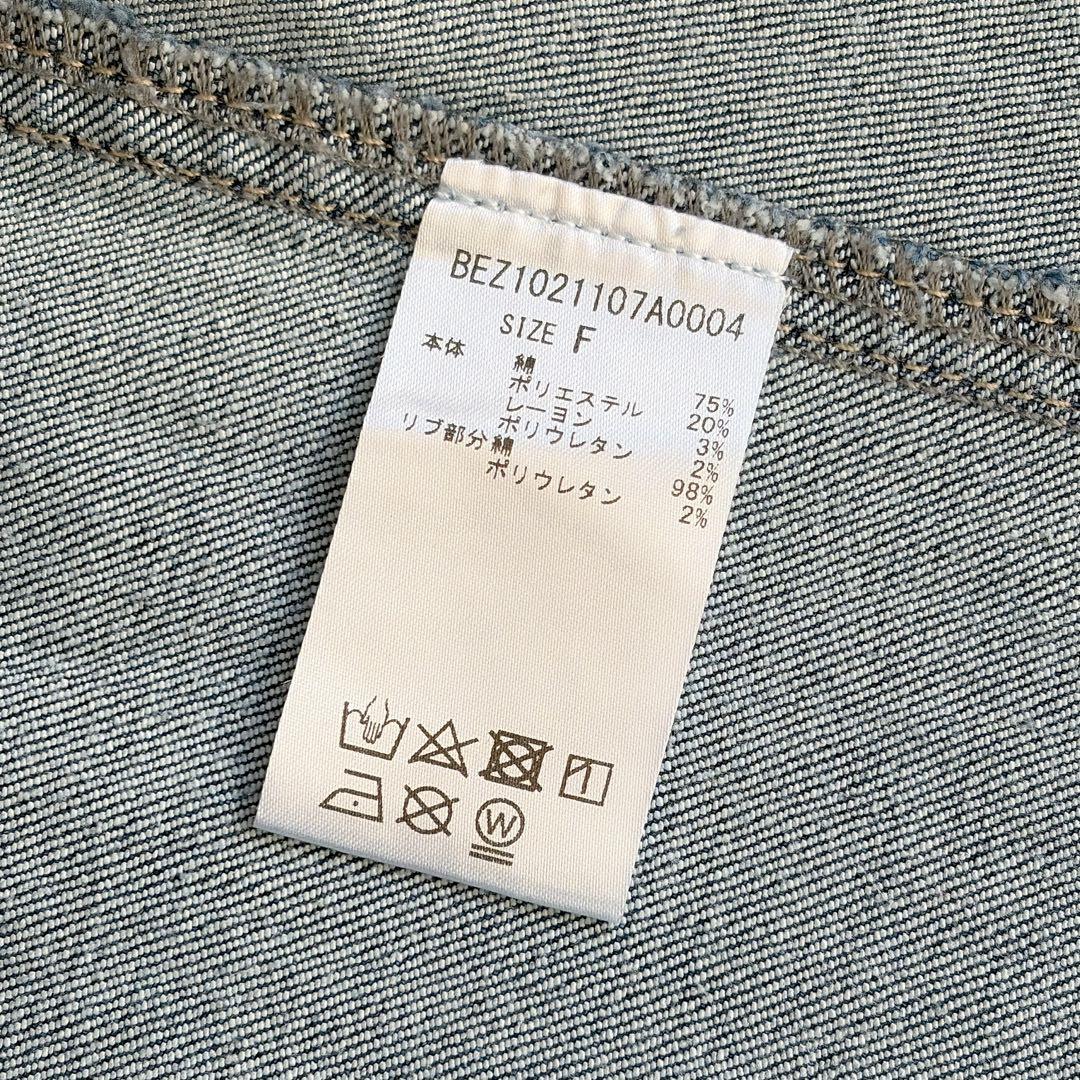 BEZ1021107A0004
SIZE F
本体 綿 75%
ポリエステル 20%
レーヨン 3%
ポリウレタン 2%
リブ部分 綿 98%
ポリウレタン 2%
W